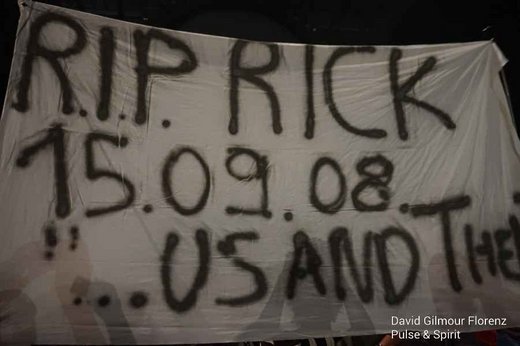 R.I.P. RICK
15.09.08.
"...US AND THE
David Gilmour Florenz
Pulse & Spirit